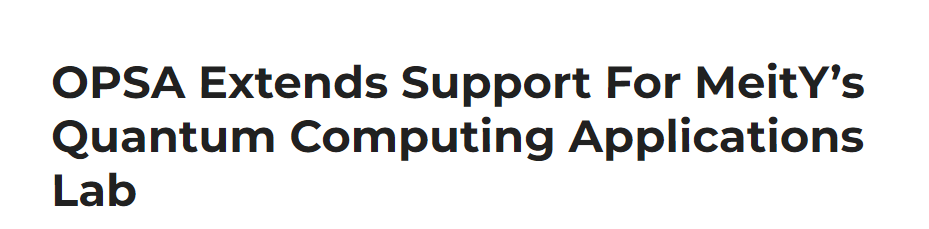 OPSA Extends Support For MeitY’s
Quantum Computing Applications
Lab